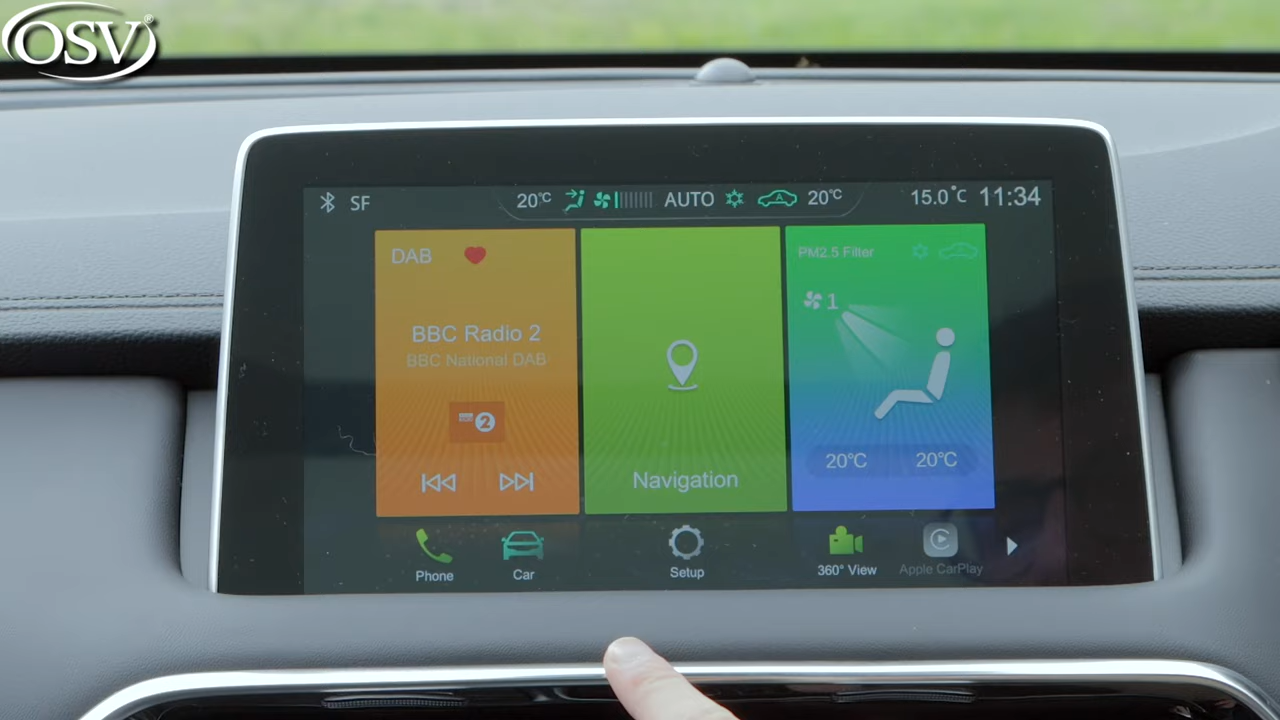 OSV®
SF
20°C
AUTO
20°C
15.0°C 11:34
DAB
BBC Radio 2
BBC National DAB
2
Navigation
PM2.5 Filter
1
20°C
20°C
Phone
Car
Setup
360° View
Apple CarPlay